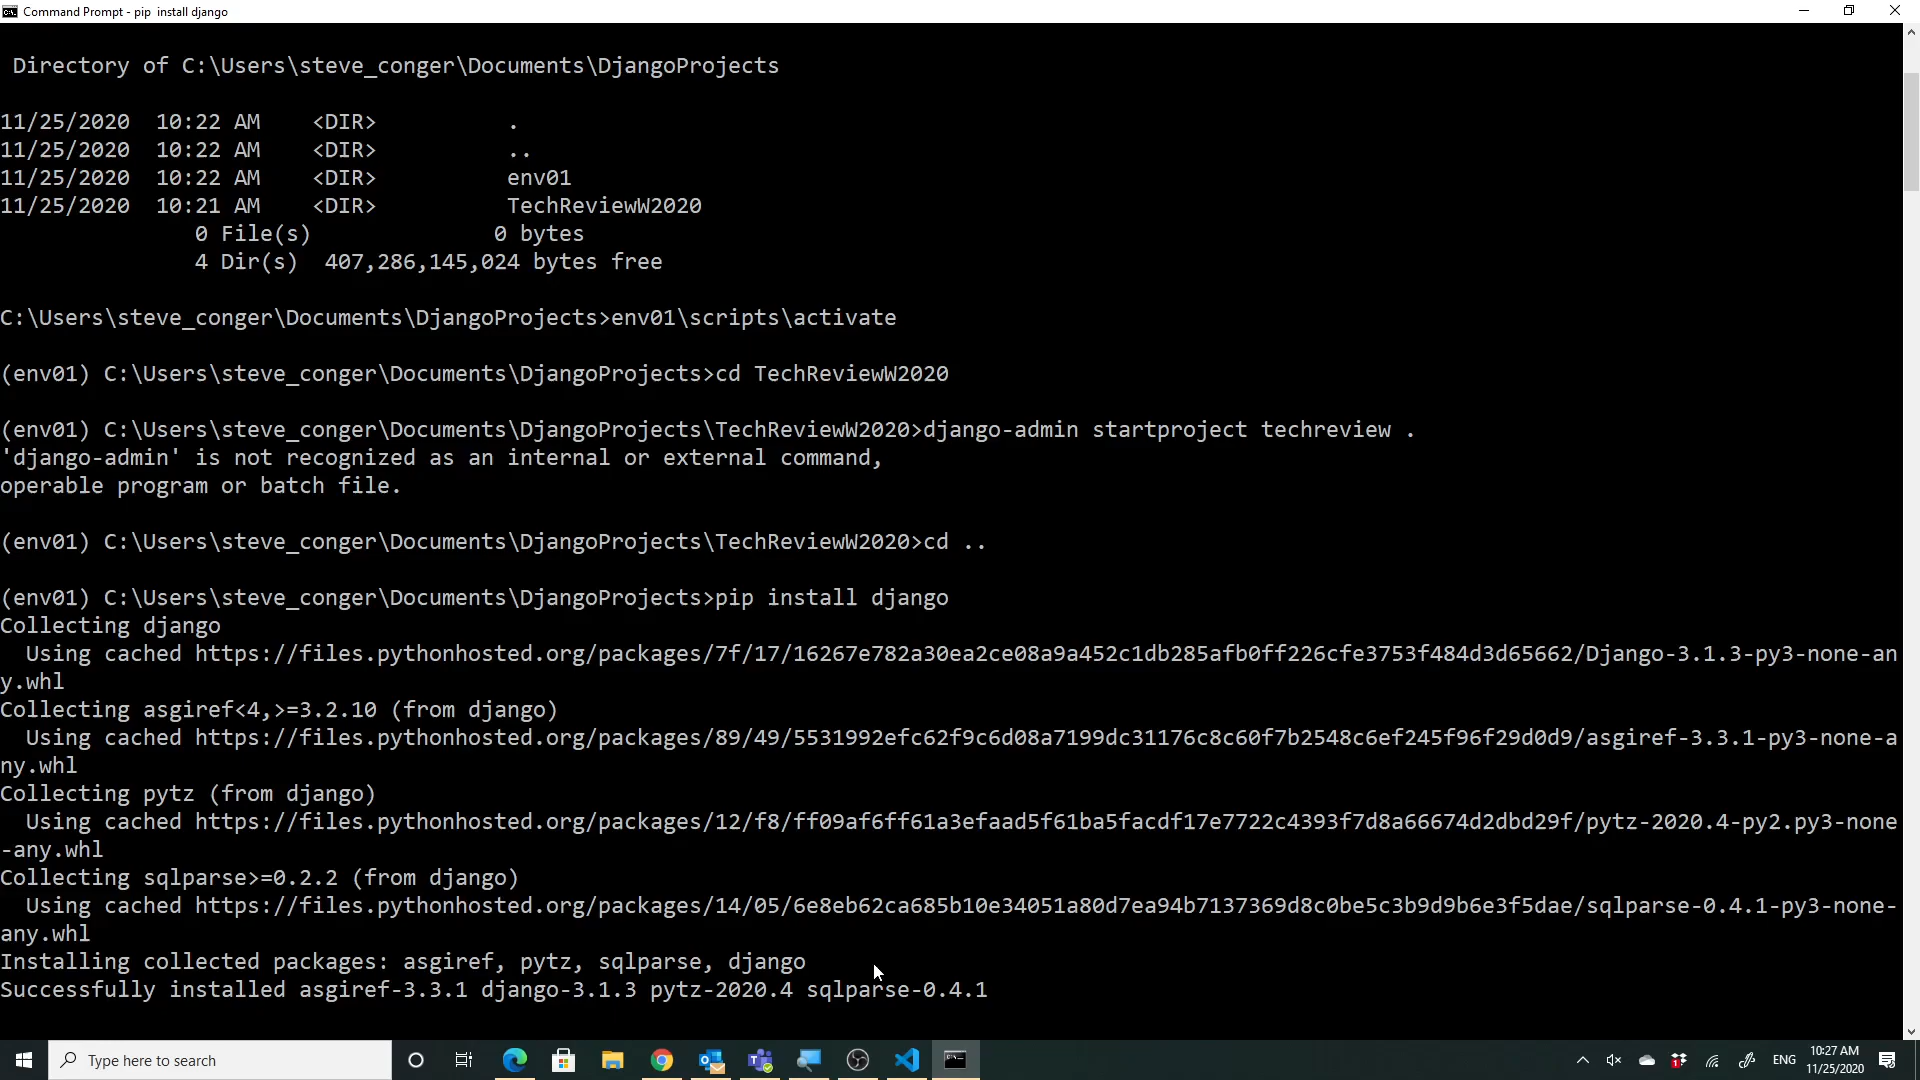 Command Prompt - pip  install django
Directory of C:\Users\steve_conger\Documents\DjangoProjects
11/25/2020  10:22 AM    <DIR>          .
11/25/2020  10:22 AM    <DIR>          ..
11/25/2020  10:22 AM    <DIR>          env01
11/25/2020  10:21 AM    <DIR>          TechReviewW2020
               0 File(s)              0 bytes
               4 Dir(s)  407,286,145,024 bytes free
C:\Users\steve_conger\Documents\DjangoProjects>env01\scripts\activate
(env01) C:\Users\steve_conger\Documents\DjangoProjects>cd TechReviewW2020
(env01) C:\Users\steve_conger\Documents\DjangoProjects\TechReviewW2020>django-admin startproject techreview .
'django-admin' is not recognized as an internal or external command,
operable program or batch file.
(env01) C:\Users\steve_conger\Documents\DjangoProjects\TechReviewW2020>cd ..
(env01) C:\Users\steve_conger\Documents\DjangoProjects>pip install django
Collecting django
  Using cached https://files.pythonhosted.org/packages/7f/17/16267e782a30ea2ce08a9a452c1db285afb0ff226cfe3753f484d3d65662/Django-3.1.3-py3-none-an
y.whl
Collecting asgiref<4,>=3.2.10 (from django)
  Using cached https://files.pythonhosted.org/packages/89/49/5531992efc62f9c6d08a7199dc31176c8c60f7b2548c6ef245f96f29d0d9/asgiref-3.3.1-py3-none-a
ny.whl
Collecting pytz (from django)
  Using cached https://files.pythonhosted.org/packages/12/f8/ff09af6ff61a3efaad5f61ba5facdf17e7722c4393f7d8a66674d2dbd29f/pytz-2020.4-py2.py3-none
-any.whl
Collecting sqlparse>=0.2.2 (from django)
  Using cached https://files.pythonhosted.org/packages/14/05/6e8eb62ca685b10e34051a80d7ea94b7137369d8c0be5c3b9d9b6e3f5dae/sqlparse-0.4.1-py3-none-
any.whl
Installing collected packages: asgiref, pytz, sqlparse, django
Successfully installed asgiref-3.3.1 django-3.1.3 pytz-2020.4 sqlparse-0.4.1
Type here to search
ENG
10:27 AM
11/25/2020